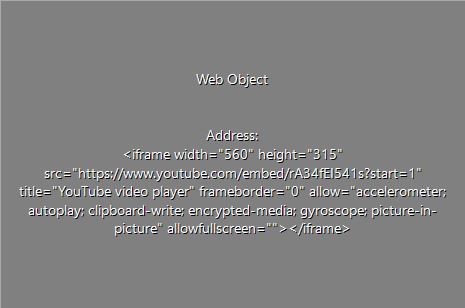 Web Object
Address:
<iframe width="560" height="315"
src="https://www.youtube.com/embed/rA34fEI541s?start=1"
title="YouTube video player" frameborder="0" allow="accelerometer;
autoplay; clipboard-write; encrypted-media; gyroscope; picture-in-
picture" allowfullscreen=""></iframe>